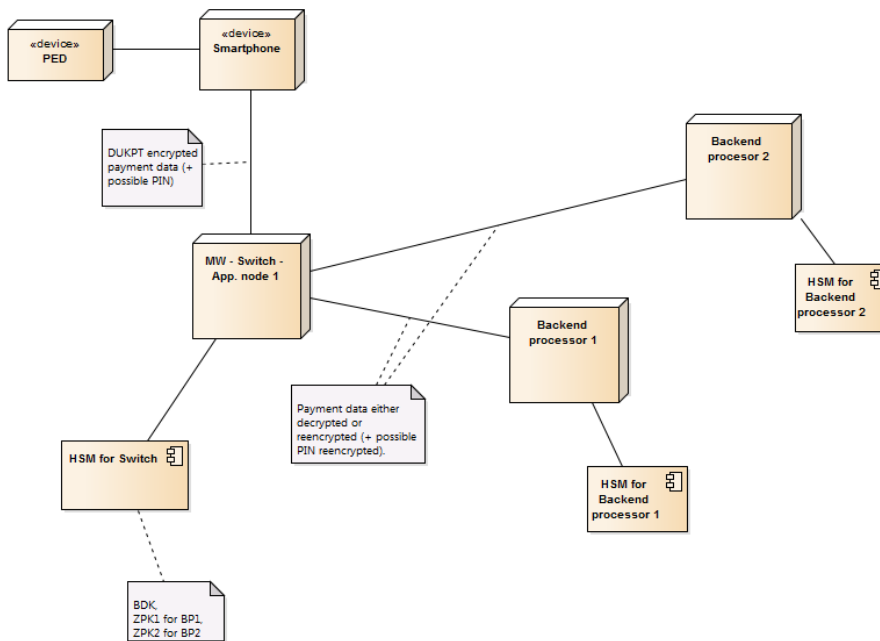 «device»
PED
«device»
Smartphone
DUKPT encrypted
payment data (+
possible PIN)
Backend
procesor 2
MW - Switch -
App. node 1
HSM for
Backend
processor 2
Backend
processor 1
Payment data either
decrypted or
reencrypted (+ possible
PIN reencrypted).
HSM for Switch
HSM for
Backend
processor 1
BDK,
ZPK1 for BP1,
ZPK2 for BP2